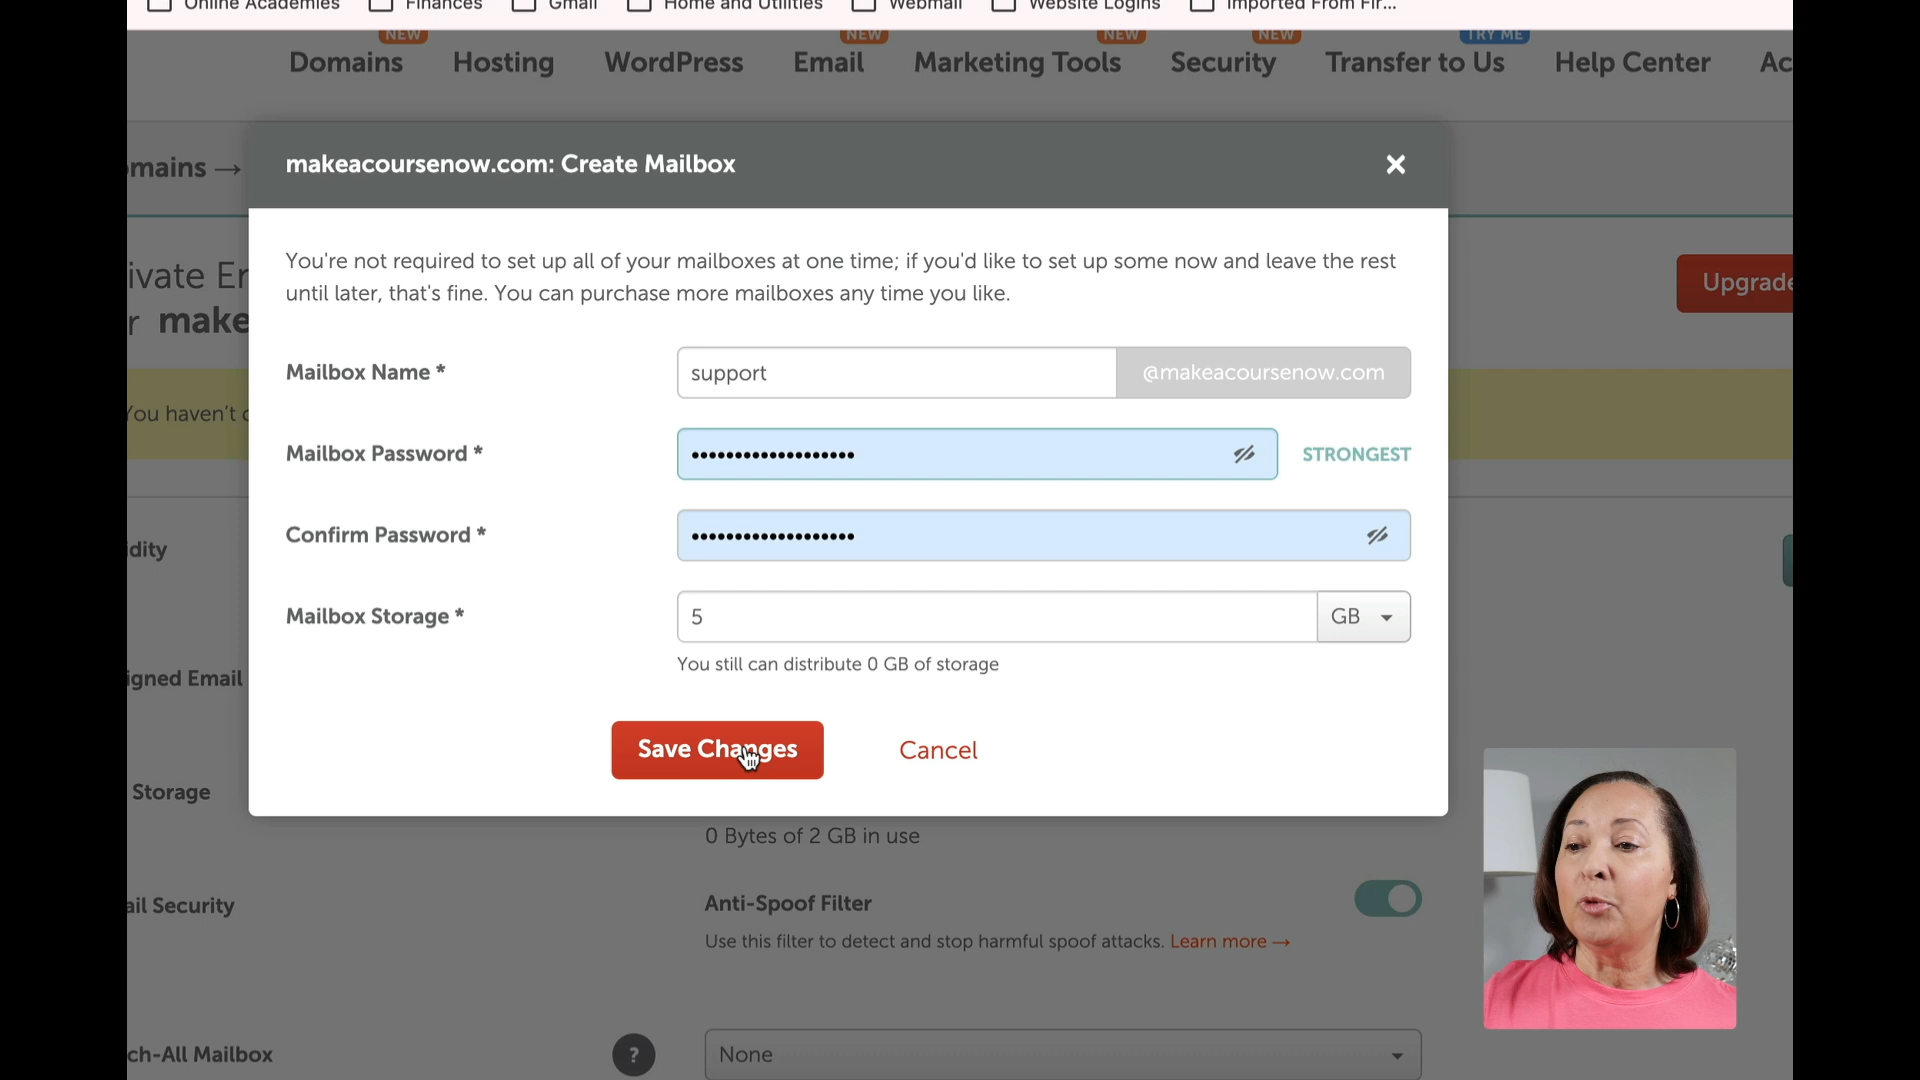 Online Academies Finances Gmail Home and Utilities Webmail Website Logins Imported From Fir...
NEW NEW NEW NEW TRY ME
Domains Hosting WordPress Email Marketing Tools Security Transfer to Us Help Center Ac
omains →
makeacoursenow.com: Create Mailbox
ivate Er
r make
Upgrade
You're not required to set up all of your mailboxes at one time; if you'd like to set up some now and leave the rest
until later, that's fine. You can purchase more mailboxes any time you like.
Mailbox Name * support @makeacoursenow.com
You haven't c
Mailbox Password * ••••••••••••••••••• STRONGEST
Confirm Password * •••••••••••••••••••
idity
Mailbox Storage * 5 GB
You still can distribute 0 GB of storage
igned Email
Save Changes Cancel
Storage
0 Bytes of 2 GB in use
ail Security
Anti-Spoof Filter
Use this filter to detect and stop harmful spoof attacks. Learn more →
ch-All Mailbox ? None